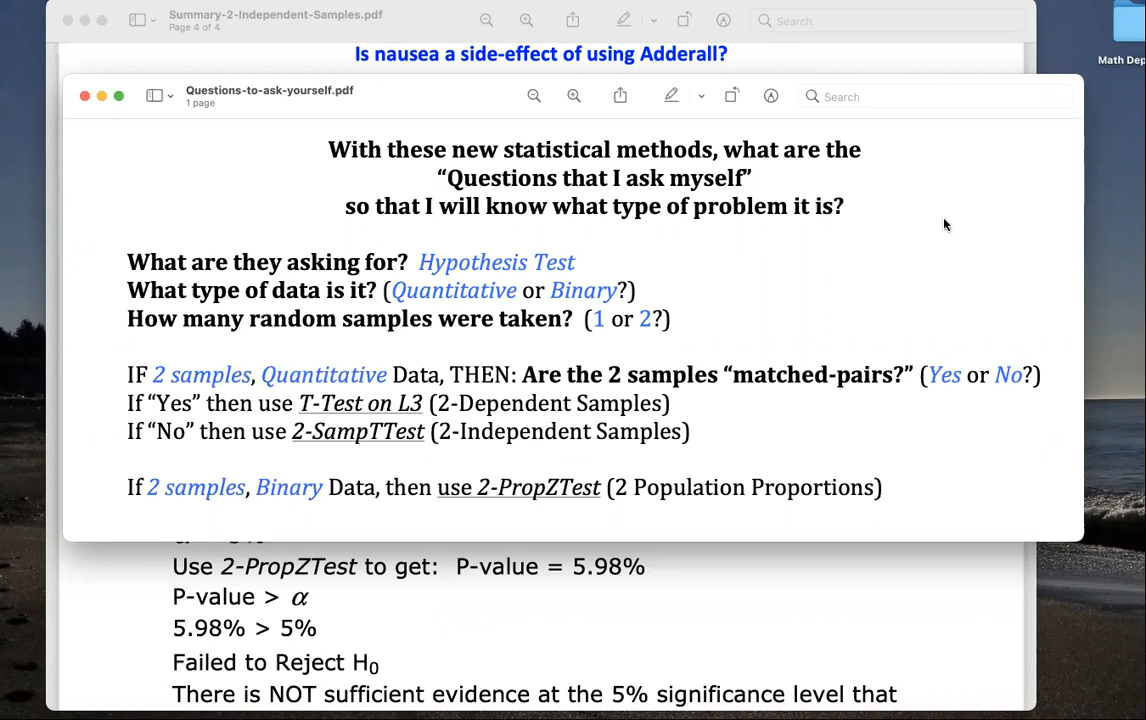 Summary-2-Independent-Samples.pdf
Page 4 of 4
Search
Is nausea a side-effect of using Adderall?
Math Dep
Questions-to-ask-yourself.pdf
1 page
Search
With these new statistical methods, what are the
“Questions that I ask myself”
so that I will know what type of problem it is?
What are they asking for? Hypothesis Test
What type of data is it? (Quantitative or Binary?)
How many random samples were taken? (1 or 2?)
IF 2 samples, Quantitative Data, THEN: Are the 2 samples “matched-pairs?” (Yes or No?)
If “Yes” then use T-Test on L3 (2-Dependent Samples)
If “No” then use 2-SampTTest (2-Independent Samples)
If 2 samples, Binary Data, then use 2-PropZTest (2 Population Proportions)
Use 2-PropZTest to get: P-value = 5.98%
P-value > α
5.98% > 5%
Failed to Reject H₀
There is NOT sufficient evidence at the 5% significance level that